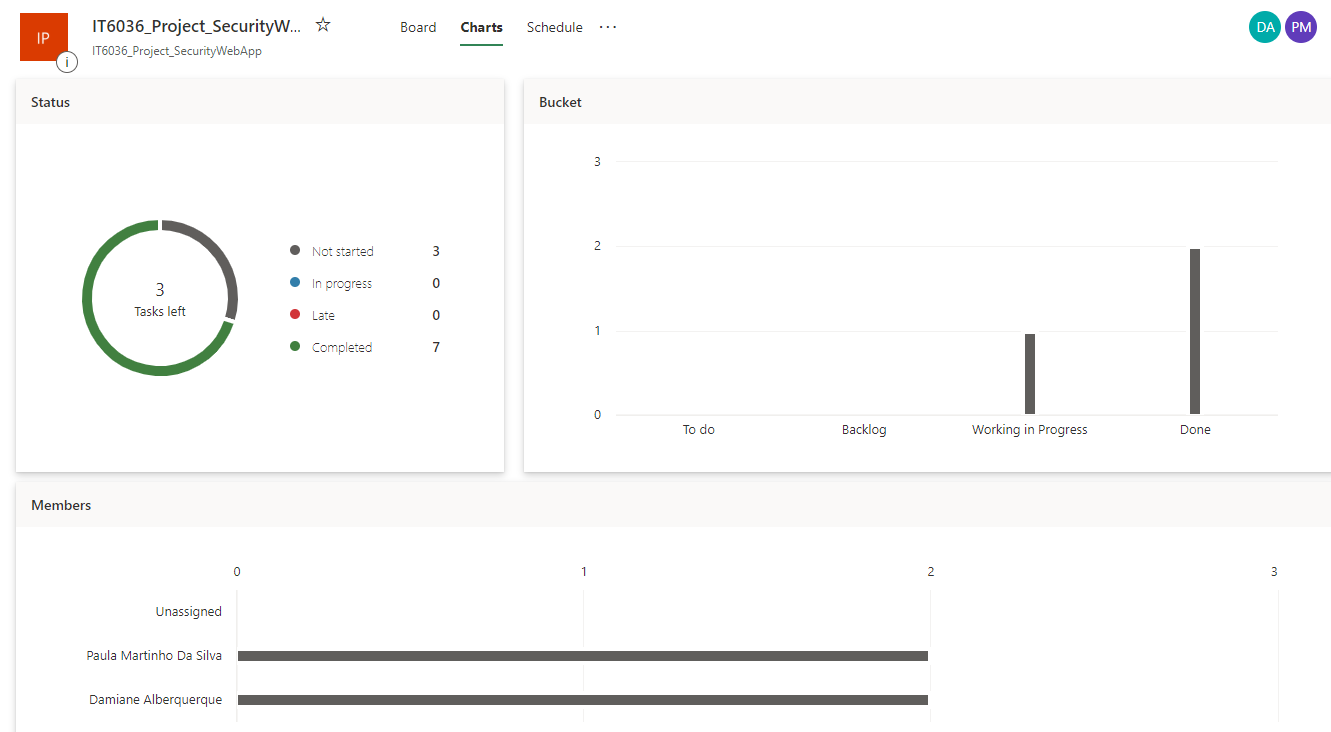 IP
i
IT6036_Project_SecurityW...
IT6036_Project_SecurityWebApp
Board
Charts
Schedule
...
DA
PM
Status
3
Tasks left
Not started 3
In progress 0
Late 0
Completed 7
Bucket
3
2
1
0
To do
Backlog
Working in Progress
Done
Members
0 1 2 3
Unassigned
Paula Martinho Da Silva
Damiane Alberquerque